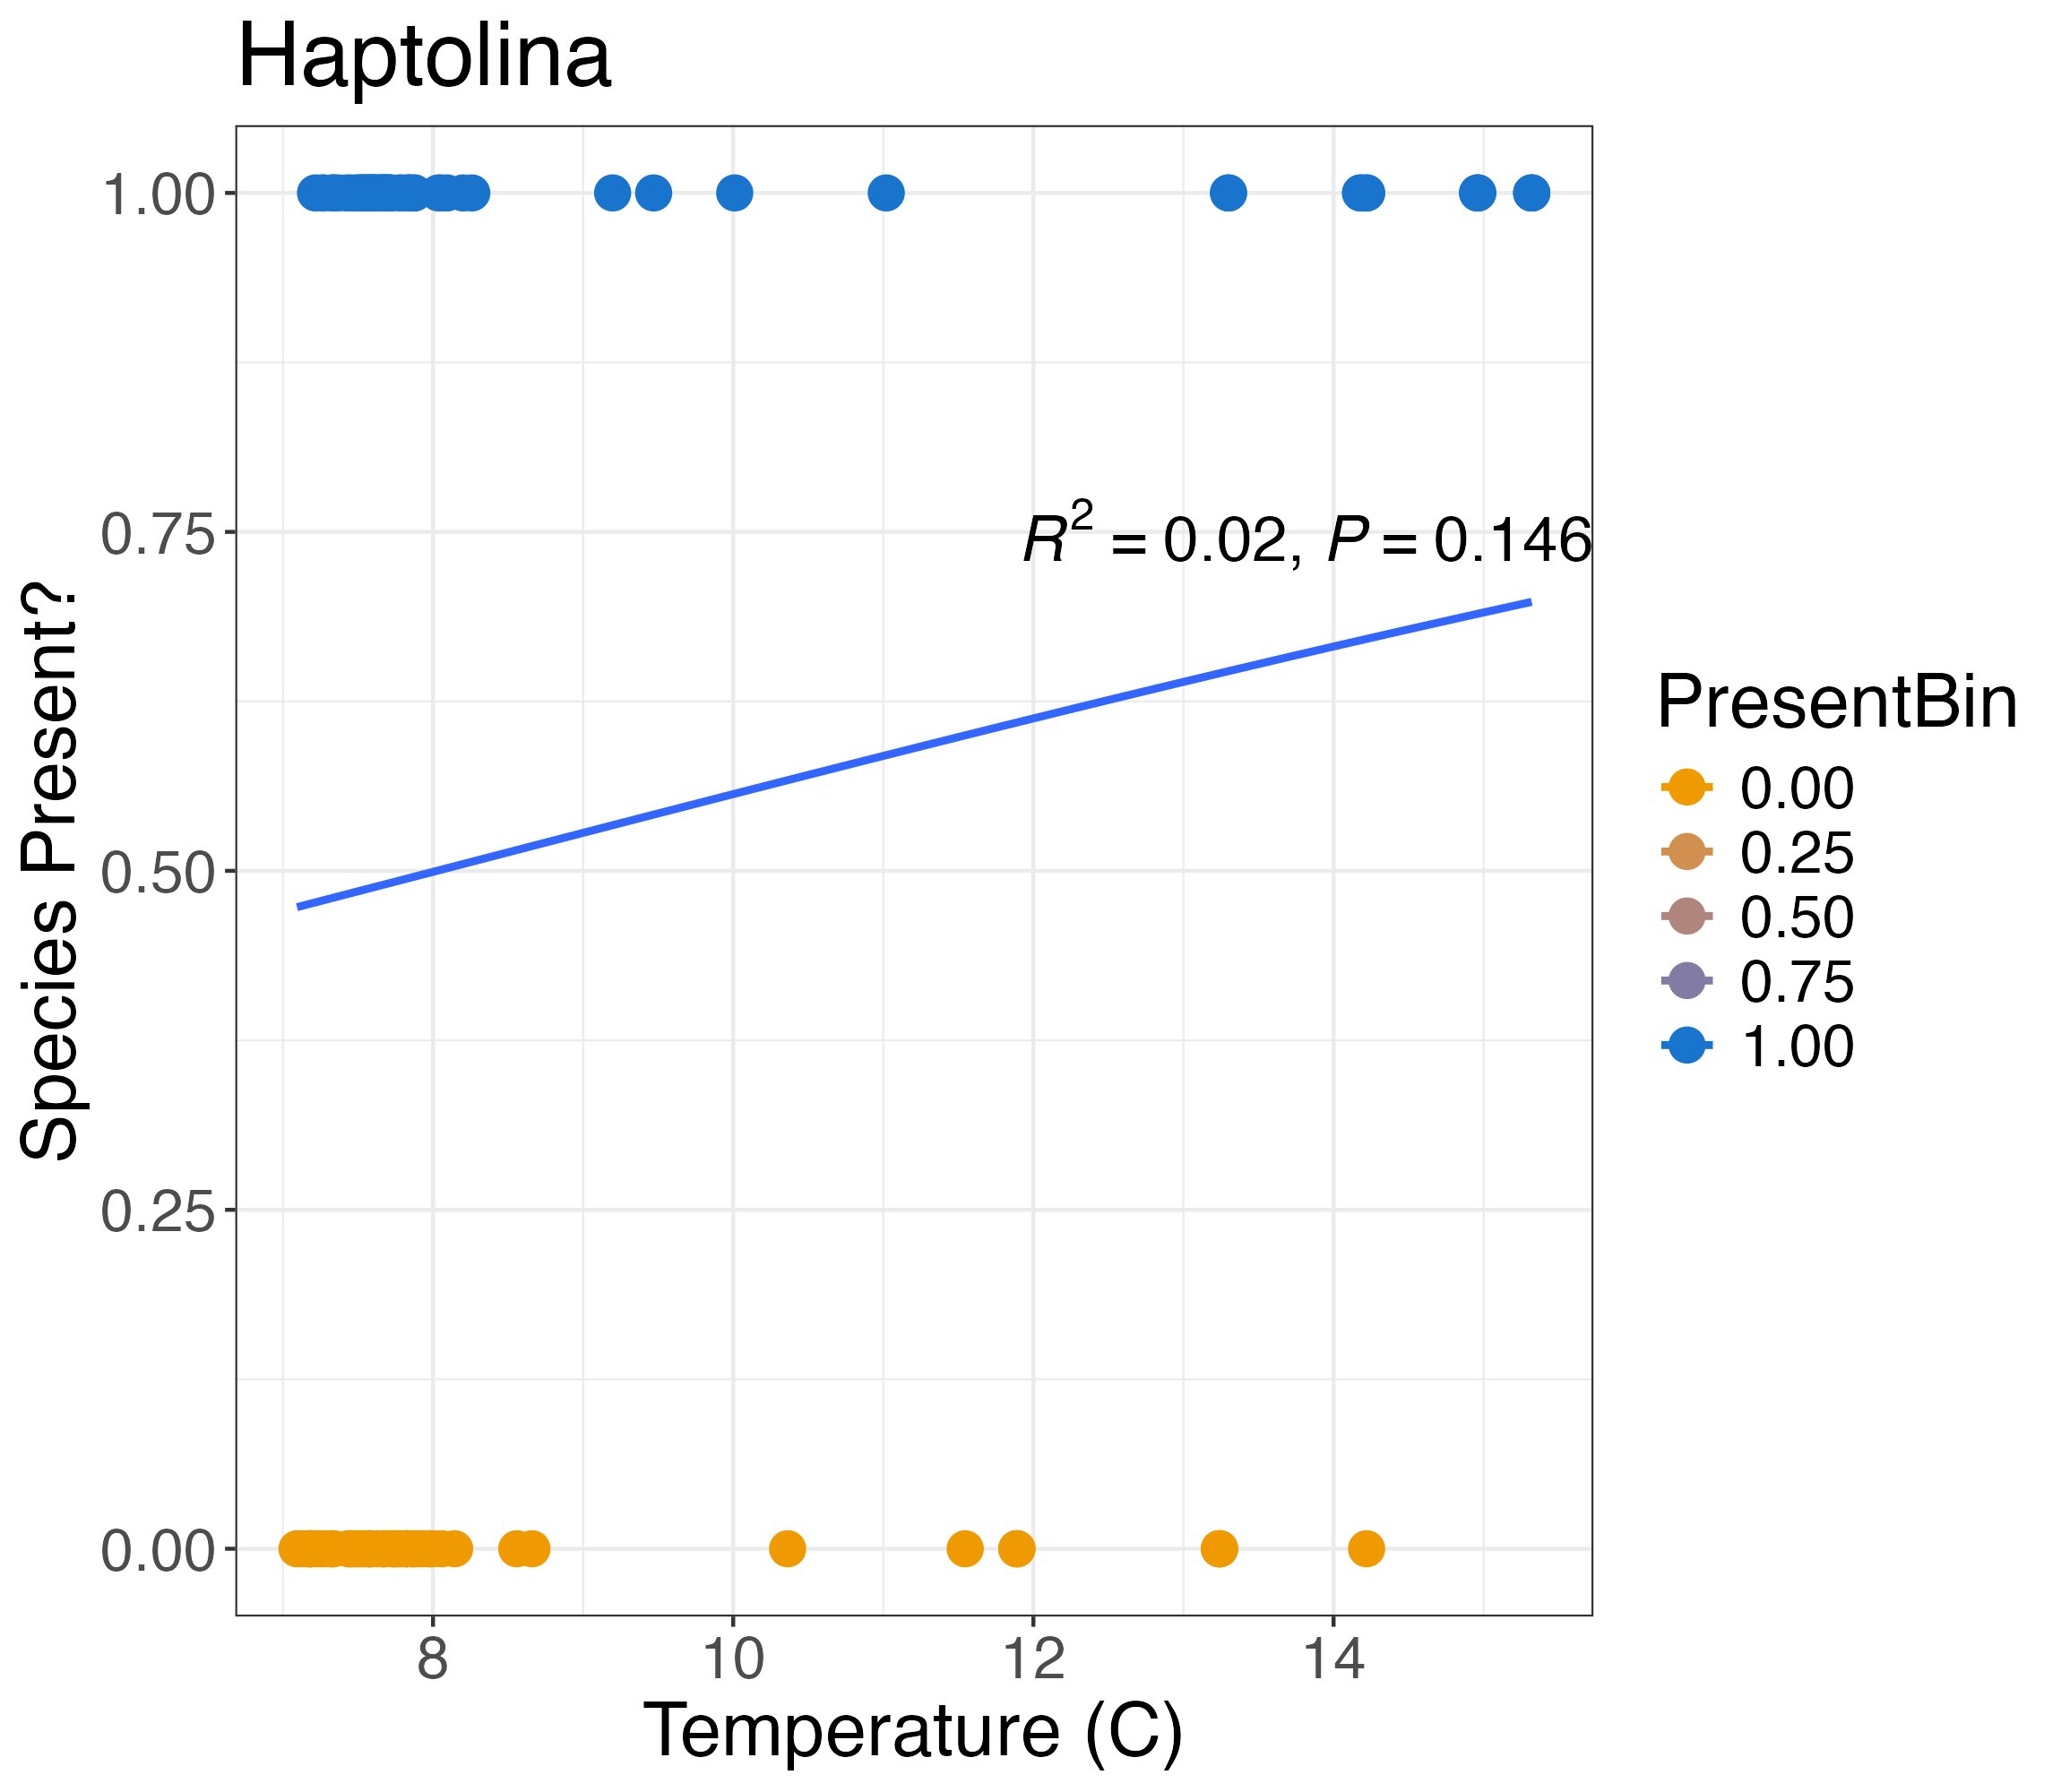 Haptolina
1.00
0.75
0.50
0.25
0.00
Species Present?
R² = 0.02, P = 0.146
8 10 12 14
Temperature (C)
PresentBin
0.00
0.25
0.50
0.75
1.00